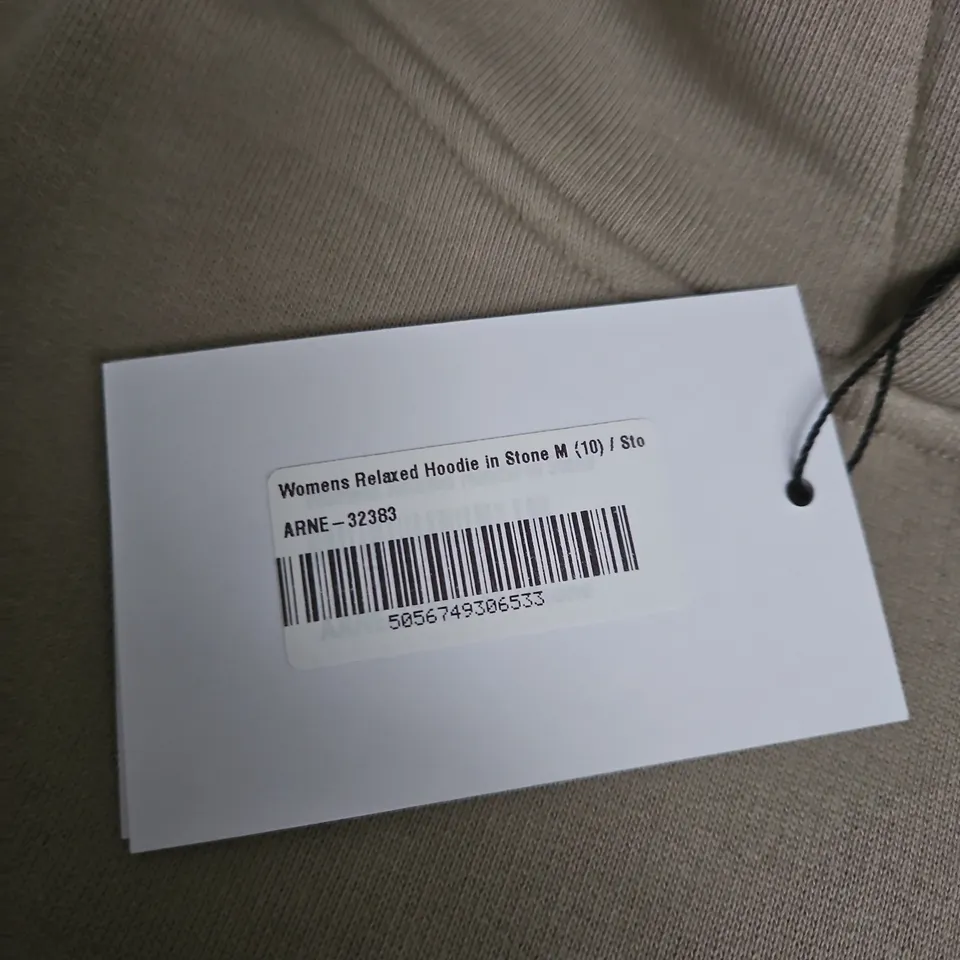 Womens Relaxed Hoodie in Stone M (10) / Sto
ARNE-32383
5056749306533